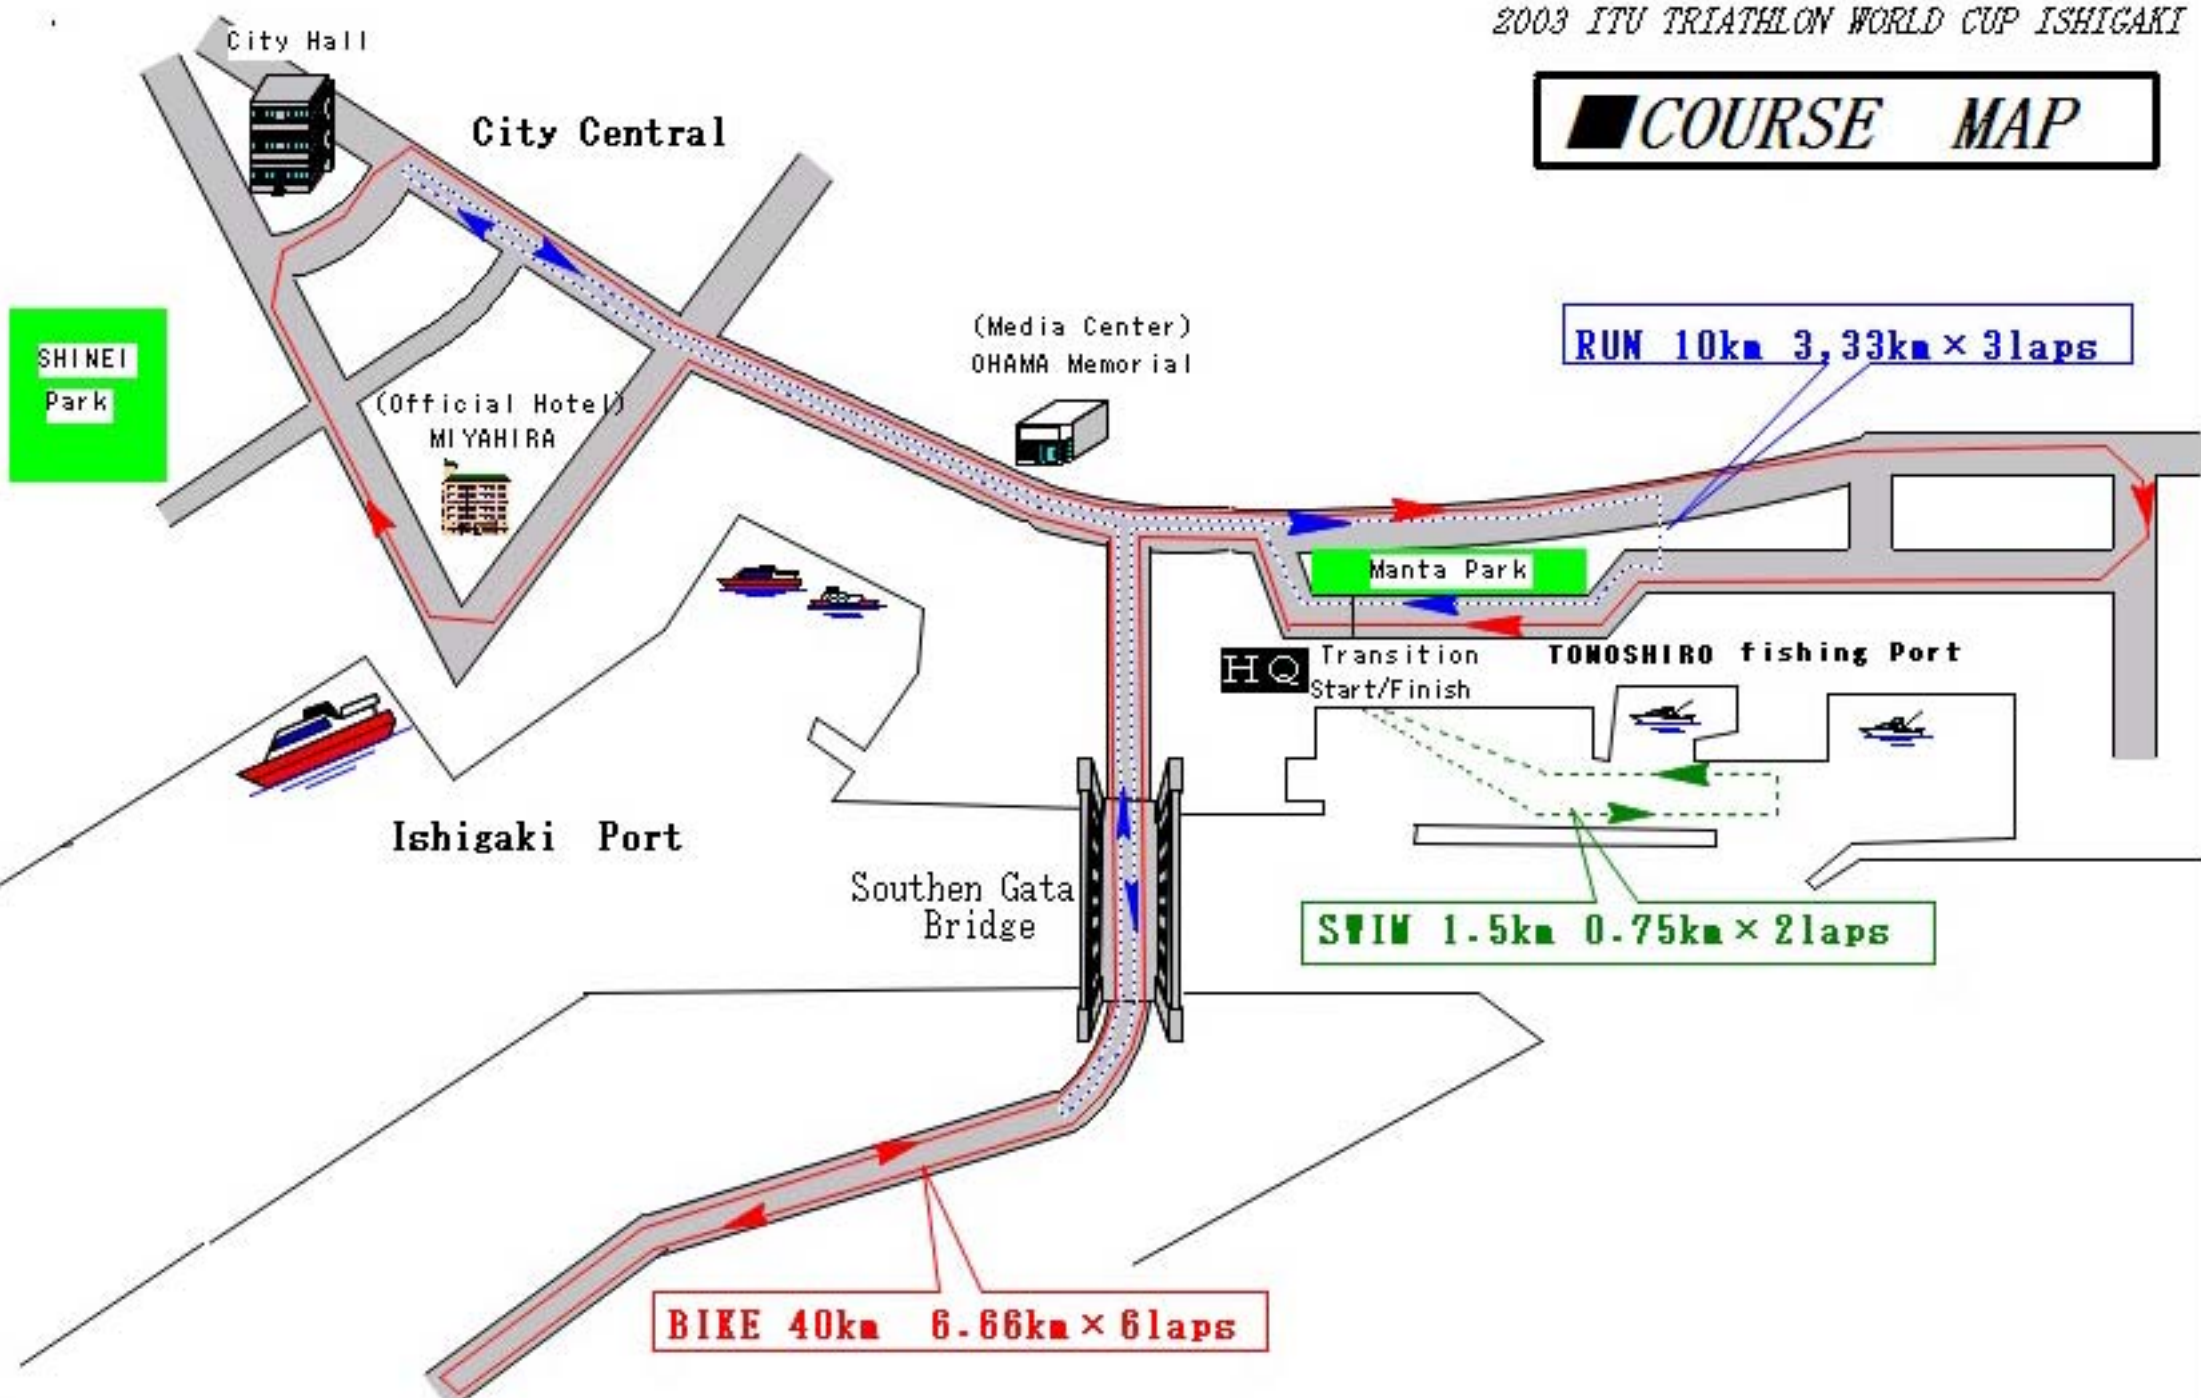 2003 ITU TRIATHLON WORLD CUP ISHIGAKI
■COURSE MAP
City Hall
City Central
SHINEI
Park
(Official Hotel)
MIYAHIRA
(Media Center)
OHAMA Memorial
RUN 10km 3,33km×3laps
Manta Park
HQ
Transition
Start/Finish
TONOSHIRO fishing Port
Ishigaki Port
Southen Gata
Bridge
SWIM 1.5km 0.75km×2laps
BIKE 40km 6.66km×6laps